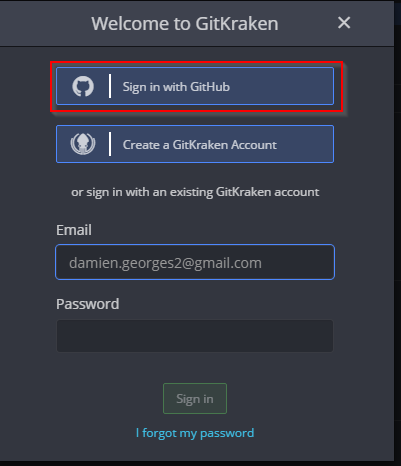 Welcome to GitKraken
Sign in with GitHub
Create a GitKraken Account
or sign in with an existing GitKraken account
Email
damien.georges2@gmail.com
Password
Sign in
I forgot my password